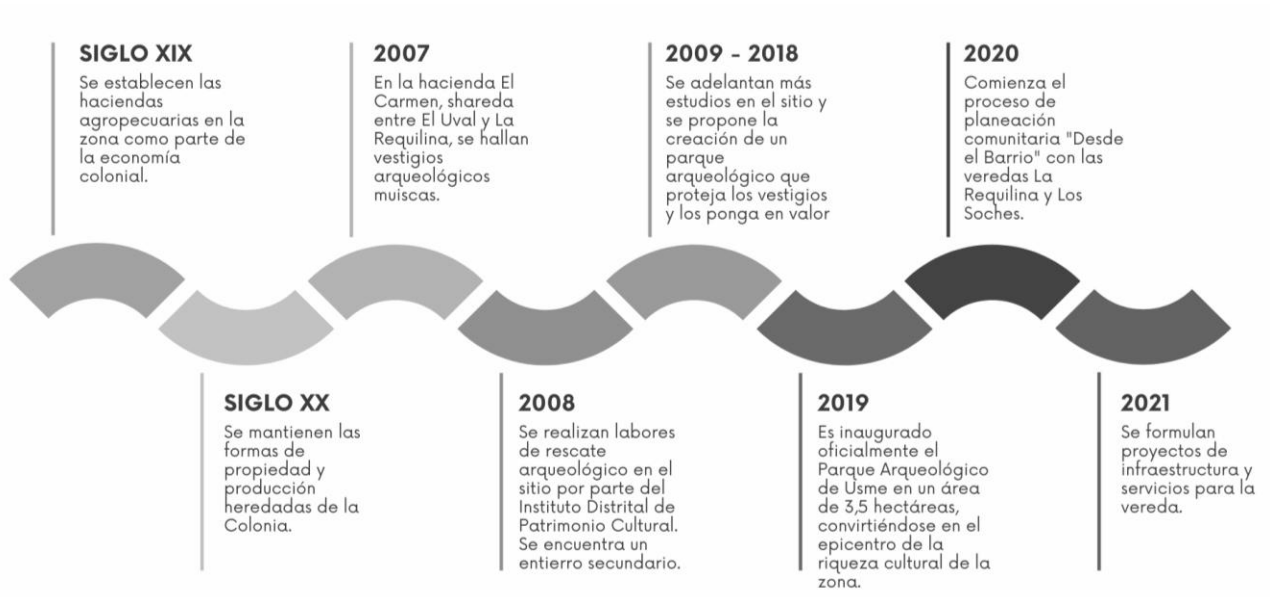 SIGLO XIX
Se establecen las
haciendas
agropecuarias en la
zona como parte de
la economía
colonial.
SIGLO XX
Se mantienen las
formas de
propiedad y
producción
heredadas de la
Colonia.
2007
En la hacienda El
Carmen, shareda
entre El Uval y La
Requilina, se hallan
vestigios
arqueológicos
muiscas.
2008
Se realizan labores
de rescate
arqueológico en el
sitio por parte del
Instituto Distrital de
Patrimonio Cultural.
Se encuentra un
entierro secundario.
2009 - 2018
Se adelantan más
estudios en el sitio y
se propone la
creación de un
parque
arqueológico que
proteja los vestigios
y los ponga en valor
2019
Es inaugurado
oficialmente el
Parque Arqueológico
de Usme en un área
de 3,5 hectáreas,
convirtiéndose en el
epicentro de la
riqueza cultural de la
zona.
2020
Comienza el
proceso de
planeación
comunitaria "Desde
el Barrio" con las
veredas La
Requilina y Los
Soches.
2021
Se formulan
proyectos de
infraestructura y
servicios para la
vereda.